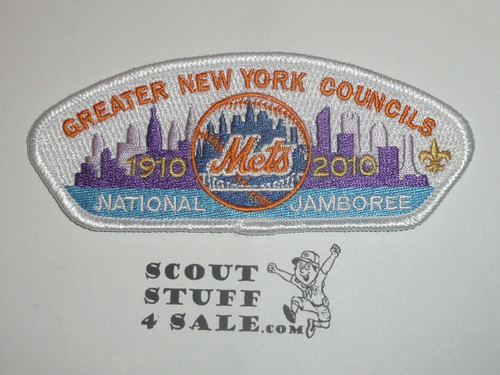 GREATER NEW YORK COUNCILS
1910 Mets 2010
NATIONAL JAMBOREE
SCOUT
STUFF
4 SALE.COM